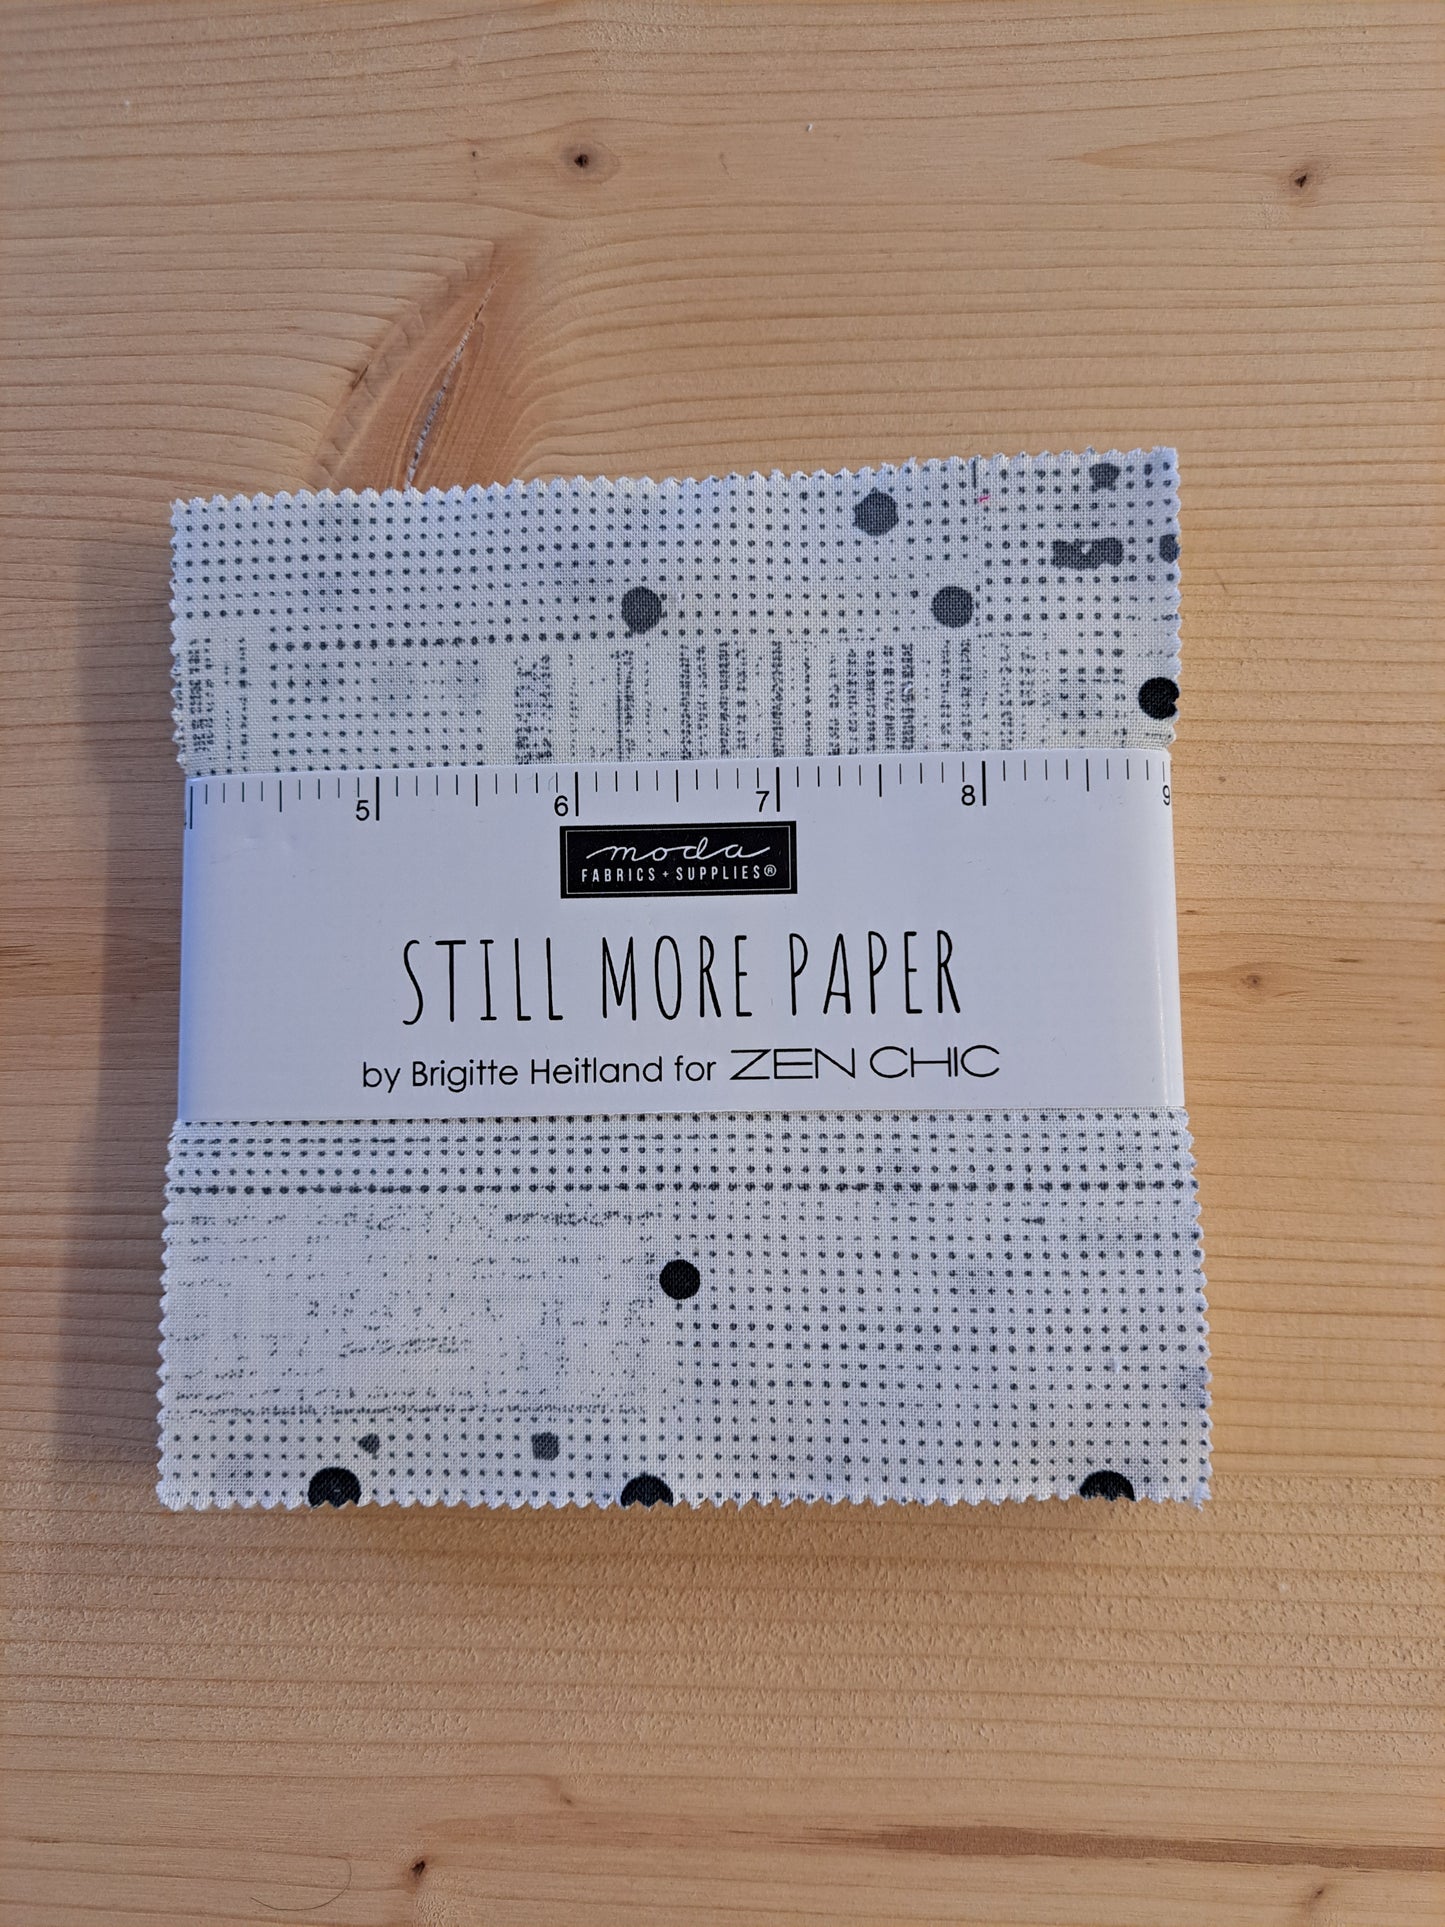 5 6 7 8 9
moda
FABRICS + SUPPLIES®
STILL MORE PAPER
by Brigitte Heitland for ZEN CHIC